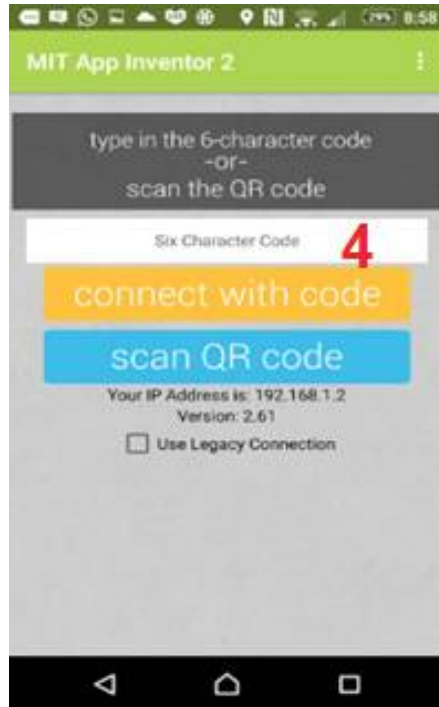 29% 8:58
MIT App Inventor 2
type in the 6-character code
-or-
scan the QR code
Six Character Code
4
connect with code
scan QR code
Your IP Address is: 192.168.1.2
Version: 2.61
Use Legacy Connection